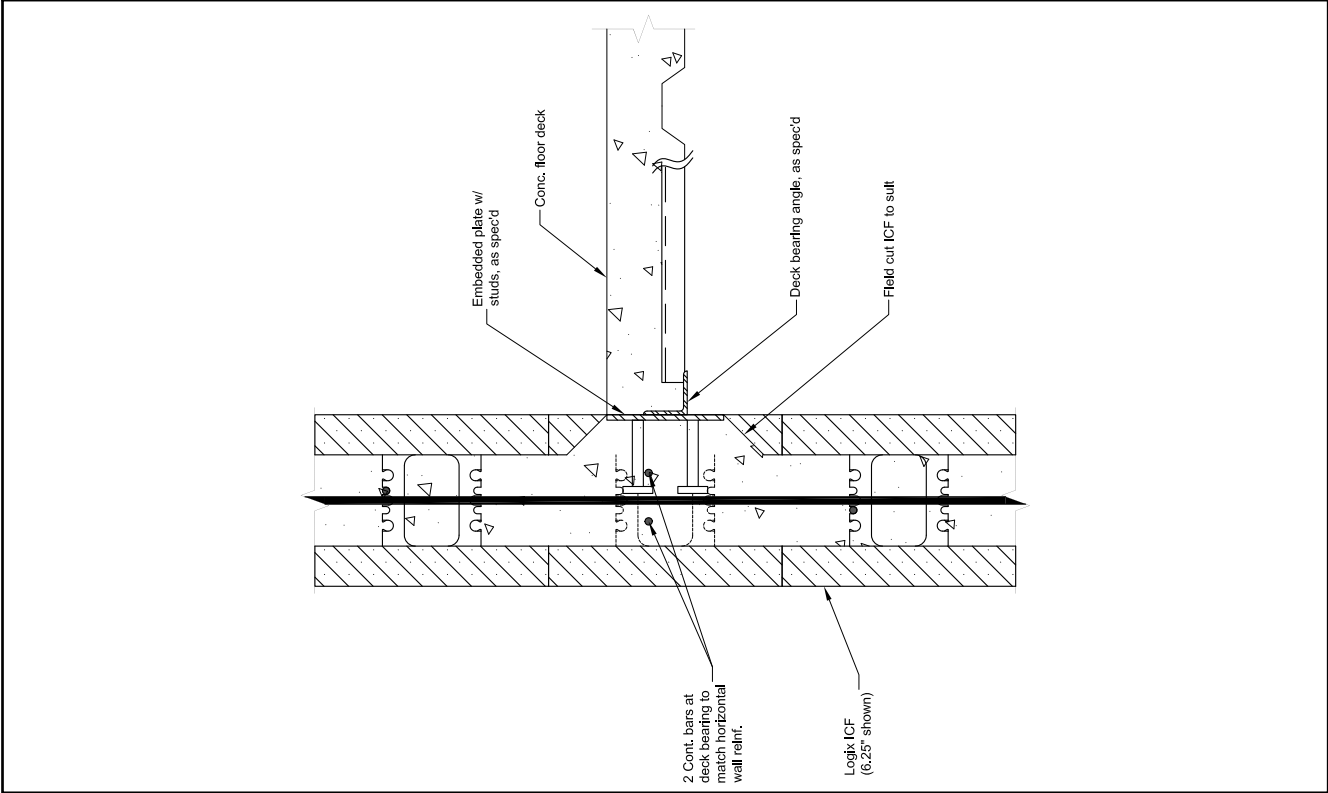 Embedded plate w/
studs, as spec'd
Conc. floor deck
Deck bearing angle, as spec'd
Field cut ICF to suit
2 Cont. bars at
deck bearing to
match horizontal
wall reinf.
Logix ICF
(6.25" shown)